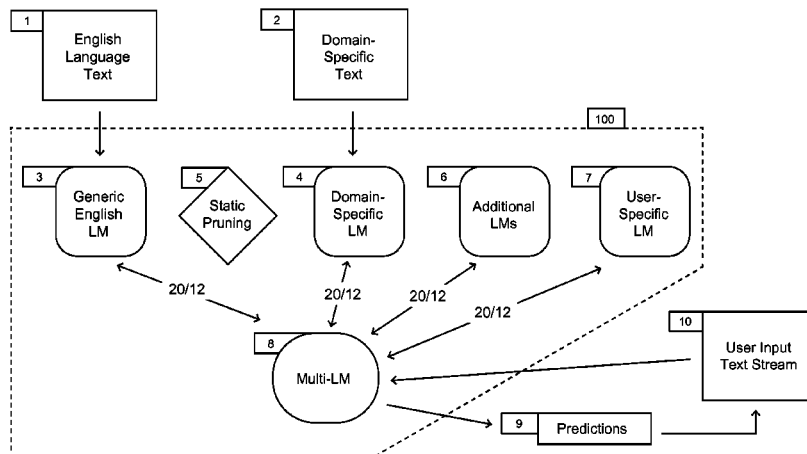 1
English
Language
Text
2
Domain-
Specific
Text
100
3
Generic
English
LM
5
Static
Pruning
4
Domain-
Specific
LM
6
Additional
LMs
7
User-
Specific
LM
20/12
20/12
20/12
20/12
8
Multi-LM
10
User Input
Text Stream
9
Predictions